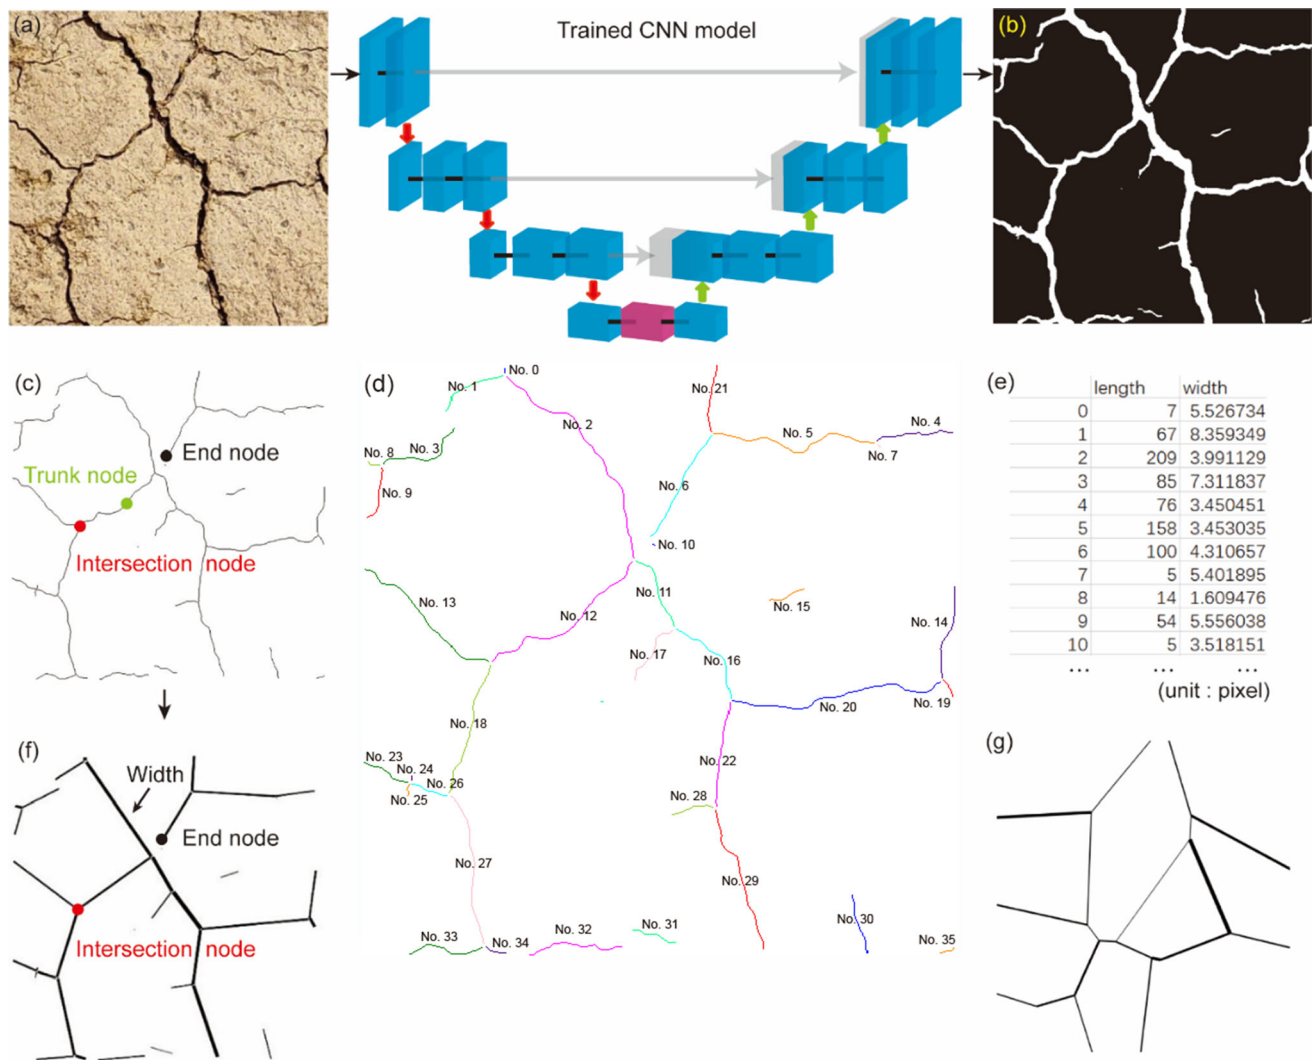 (a)
Trained CNN model
(b)
(c)
End node
Trunk node
Intersection node
(d)
No. 0
No. 1
No. 2
No. 3
No. 8
No. 9
No. 21
No. 5
No. 4
No. 7
No. 6
No. 10
No. 11
No. 13
No. 12
No. 15
No. 14
No. 17
No. 16
No. 18
No. 20
No. 19
No. 23
No. 24
No. 26
No. 25
No. 22
No. 28
No. 27
No. 29
No. 30
No. 31
No. 32
No. 33
No. 34
No. 35
(e)
length width
0 7 5.526734
1 67 8.359349
2 209 3.991129
3 85 7.311837
4 76 3.450451
5 158 3.453035
6 100 4.310657
7 5 5.401895
8 14 1.609476
9 54 5.556038
10 5 3.518151
... ... ...
(unit : pixel)
(f)
Width
End node
Intersection node
(g)